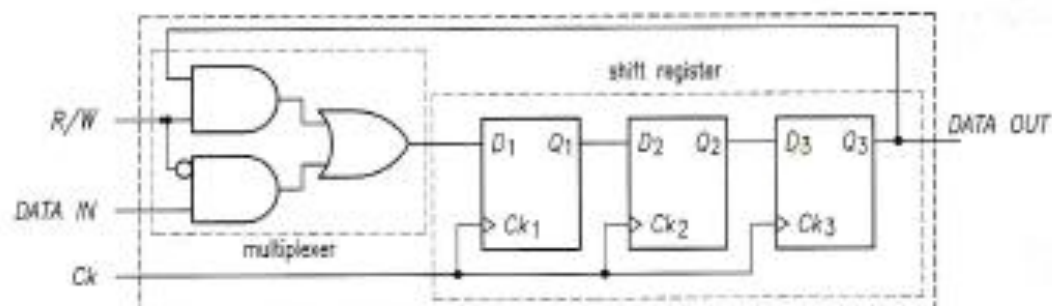 shift register
R/W
D1 Q1 D2 Q2 D3 Q3
DATA OUT
DATA IN
Ck1 Ck2 Ck3
multiplexer
Ck